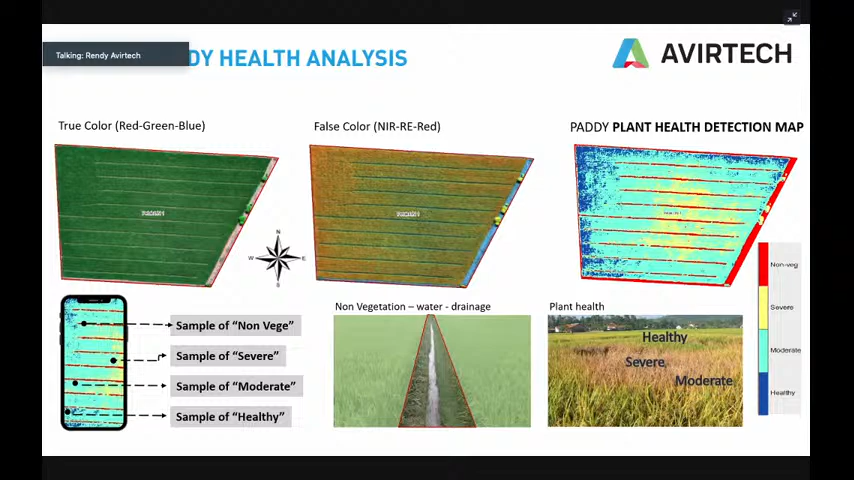 Talking: Rendy Avirtech
DY HEALTH ANALYSIS
AVIRTECH
True Color (Red-Green-Blue)
False Color (NIR-RE-Red)
PADDY PLANT HEALTH DETECTION MAP
N
W
E
S
Non-veg
Severe
Moderate
Healthy
Non Vegetation – water - drainage
Plant health
Sample of "Non Vege"
Sample of "Severe"
Sample of "Moderate"
Sample of "Healthy"
Healthy
Severe
Moderate